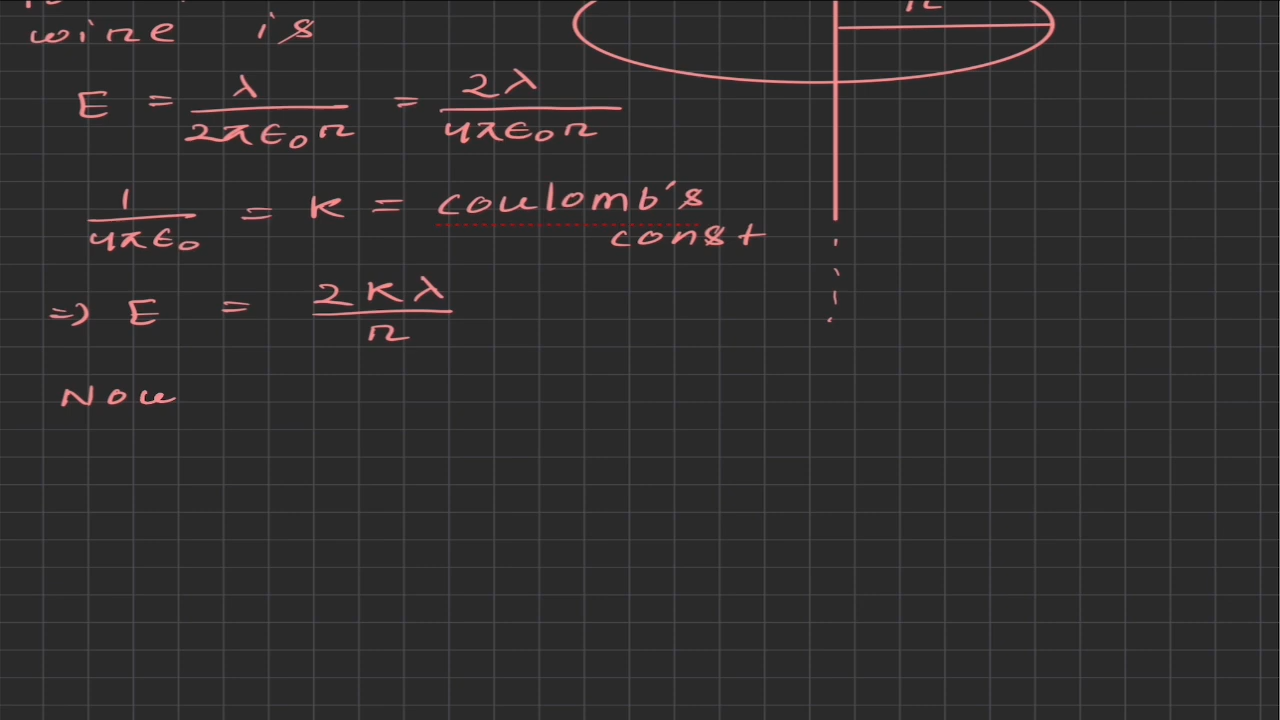 wire is
r
E = λ / 2πε₀r = 2λ / 4πε₀r
1 / 4πε₀ = K = coulomb's
const
=> E = 2Kλ / r
Now